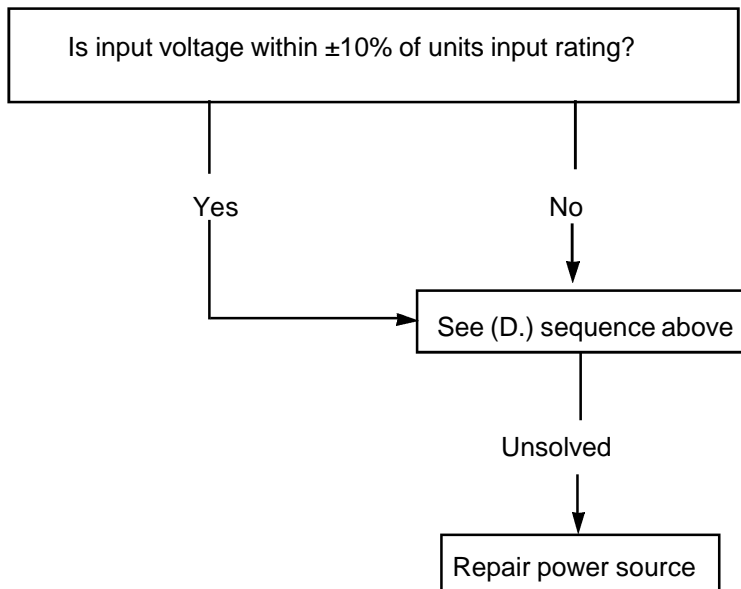 Is input voltage within ±10% of units input rating?
Yes
No
See (D.) sequence above
Unsolved
Repair power source